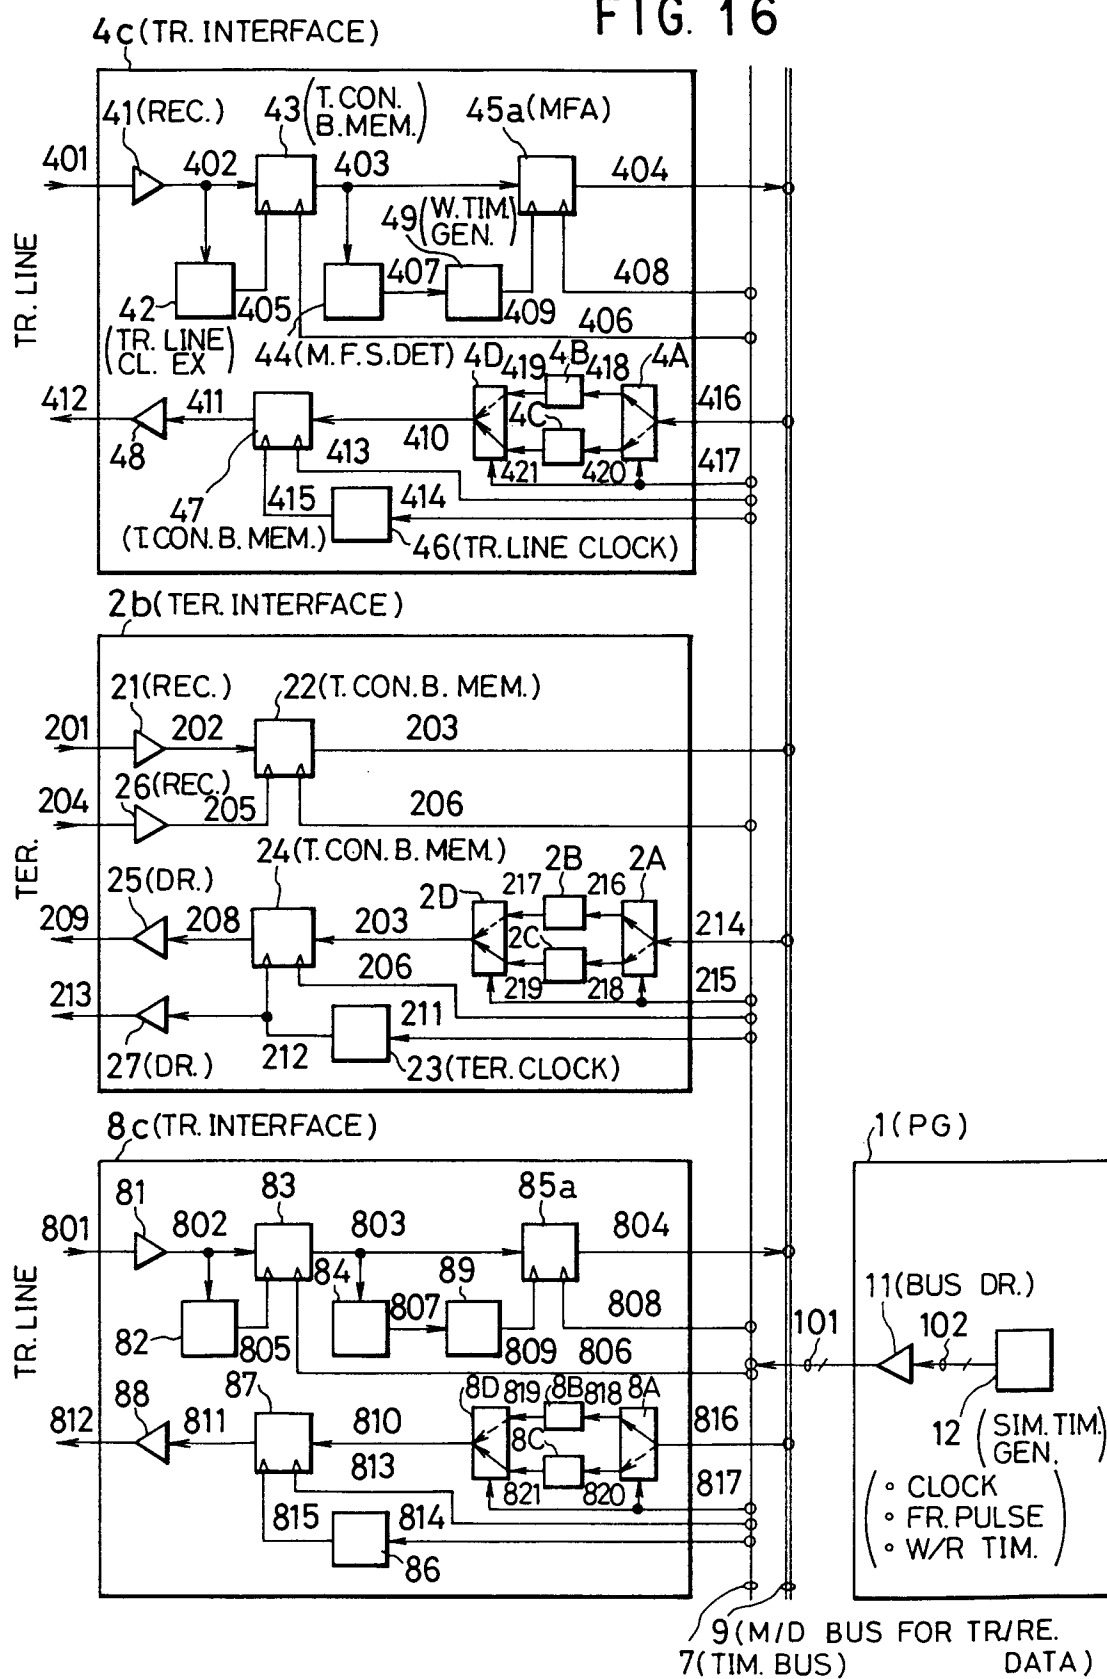 FIG. 16
4c(TR. INTERFACE)
41(REC.)
43(T.CON. B.MEM.)
45a(MFA)
401
402
403
404
49(W.TIM. GEN.)
407
408
42
405
409
406
(TR. LINE CL. EX)
44(M.F.S.DET)
TR. LINE
4D
419
4B
418
4A
412
411
416
4C
48
410
413
421
420
417
47
415
414
(T.CON.B.MEM.)
46(TR.LINE CLOCK)
2b(TER. INTERFACE)
21(REC.)
22(T.CON.B. MEM.)
201
202
203
26(REC.)
204
205
206
24(T.CON.B.MEM.)
TER.
25(DR.)
2D
217
2B
216
2A
209
208
203
2C
214
206
219
218
215
213
211
212
27(DR.)
23(TER.CLOCK)
8c(TR. INTERFACE)
1(PG)
81
83
85a
801
802
803
804
84
89
807
808
82
805
809
806
TR. LINE
11(BUS DR.)
101
102
88
87
8D
819
8B
818
8A
812
811
810
816
8C
12
(SIM.TIM. GEN.)
813
821
820
817
815
814
86
(∘ CLOCK
∘ FR.PULSE
∘ W/R TIM.)
9(M/D BUS FOR TR/RE. DATA)
7(TIM. BUS)